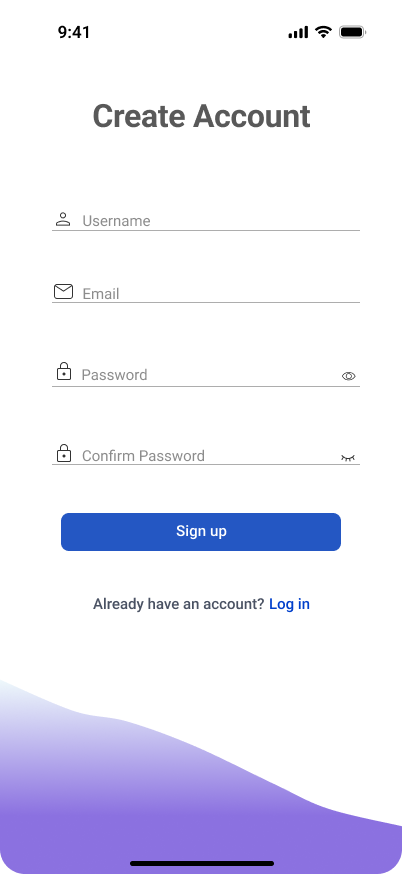 9:41
Create Account
Username
Email
Password
Confirm Password
Sign up
Already have an account? Log in